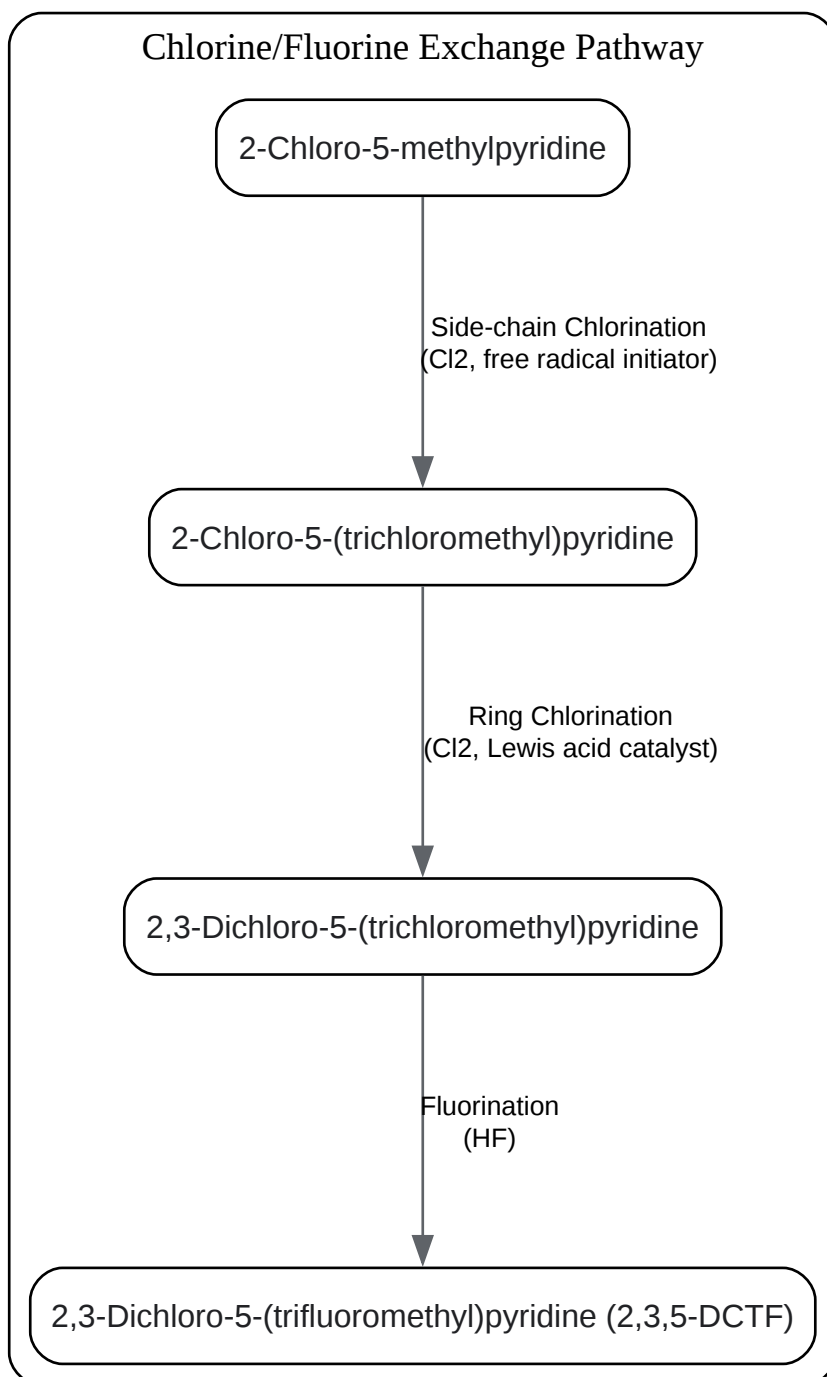 Chlorine/Fluorine Exchange Pathway
2-Chloro-5-methylpyridine
Side-chain Chlorination
(Cl2, free radical initiator)
2-Chloro-5-(trichloromethyl)pyridine
Ring Chlorination
(Cl2, Lewis acid catalyst)
2,3-Dichloro-5-(trichloromethyl)pyridine
Fluorination
(HF)
2,3-Dichloro-5-(trifluoromethyl)pyridine (2,3,5-DCTF)